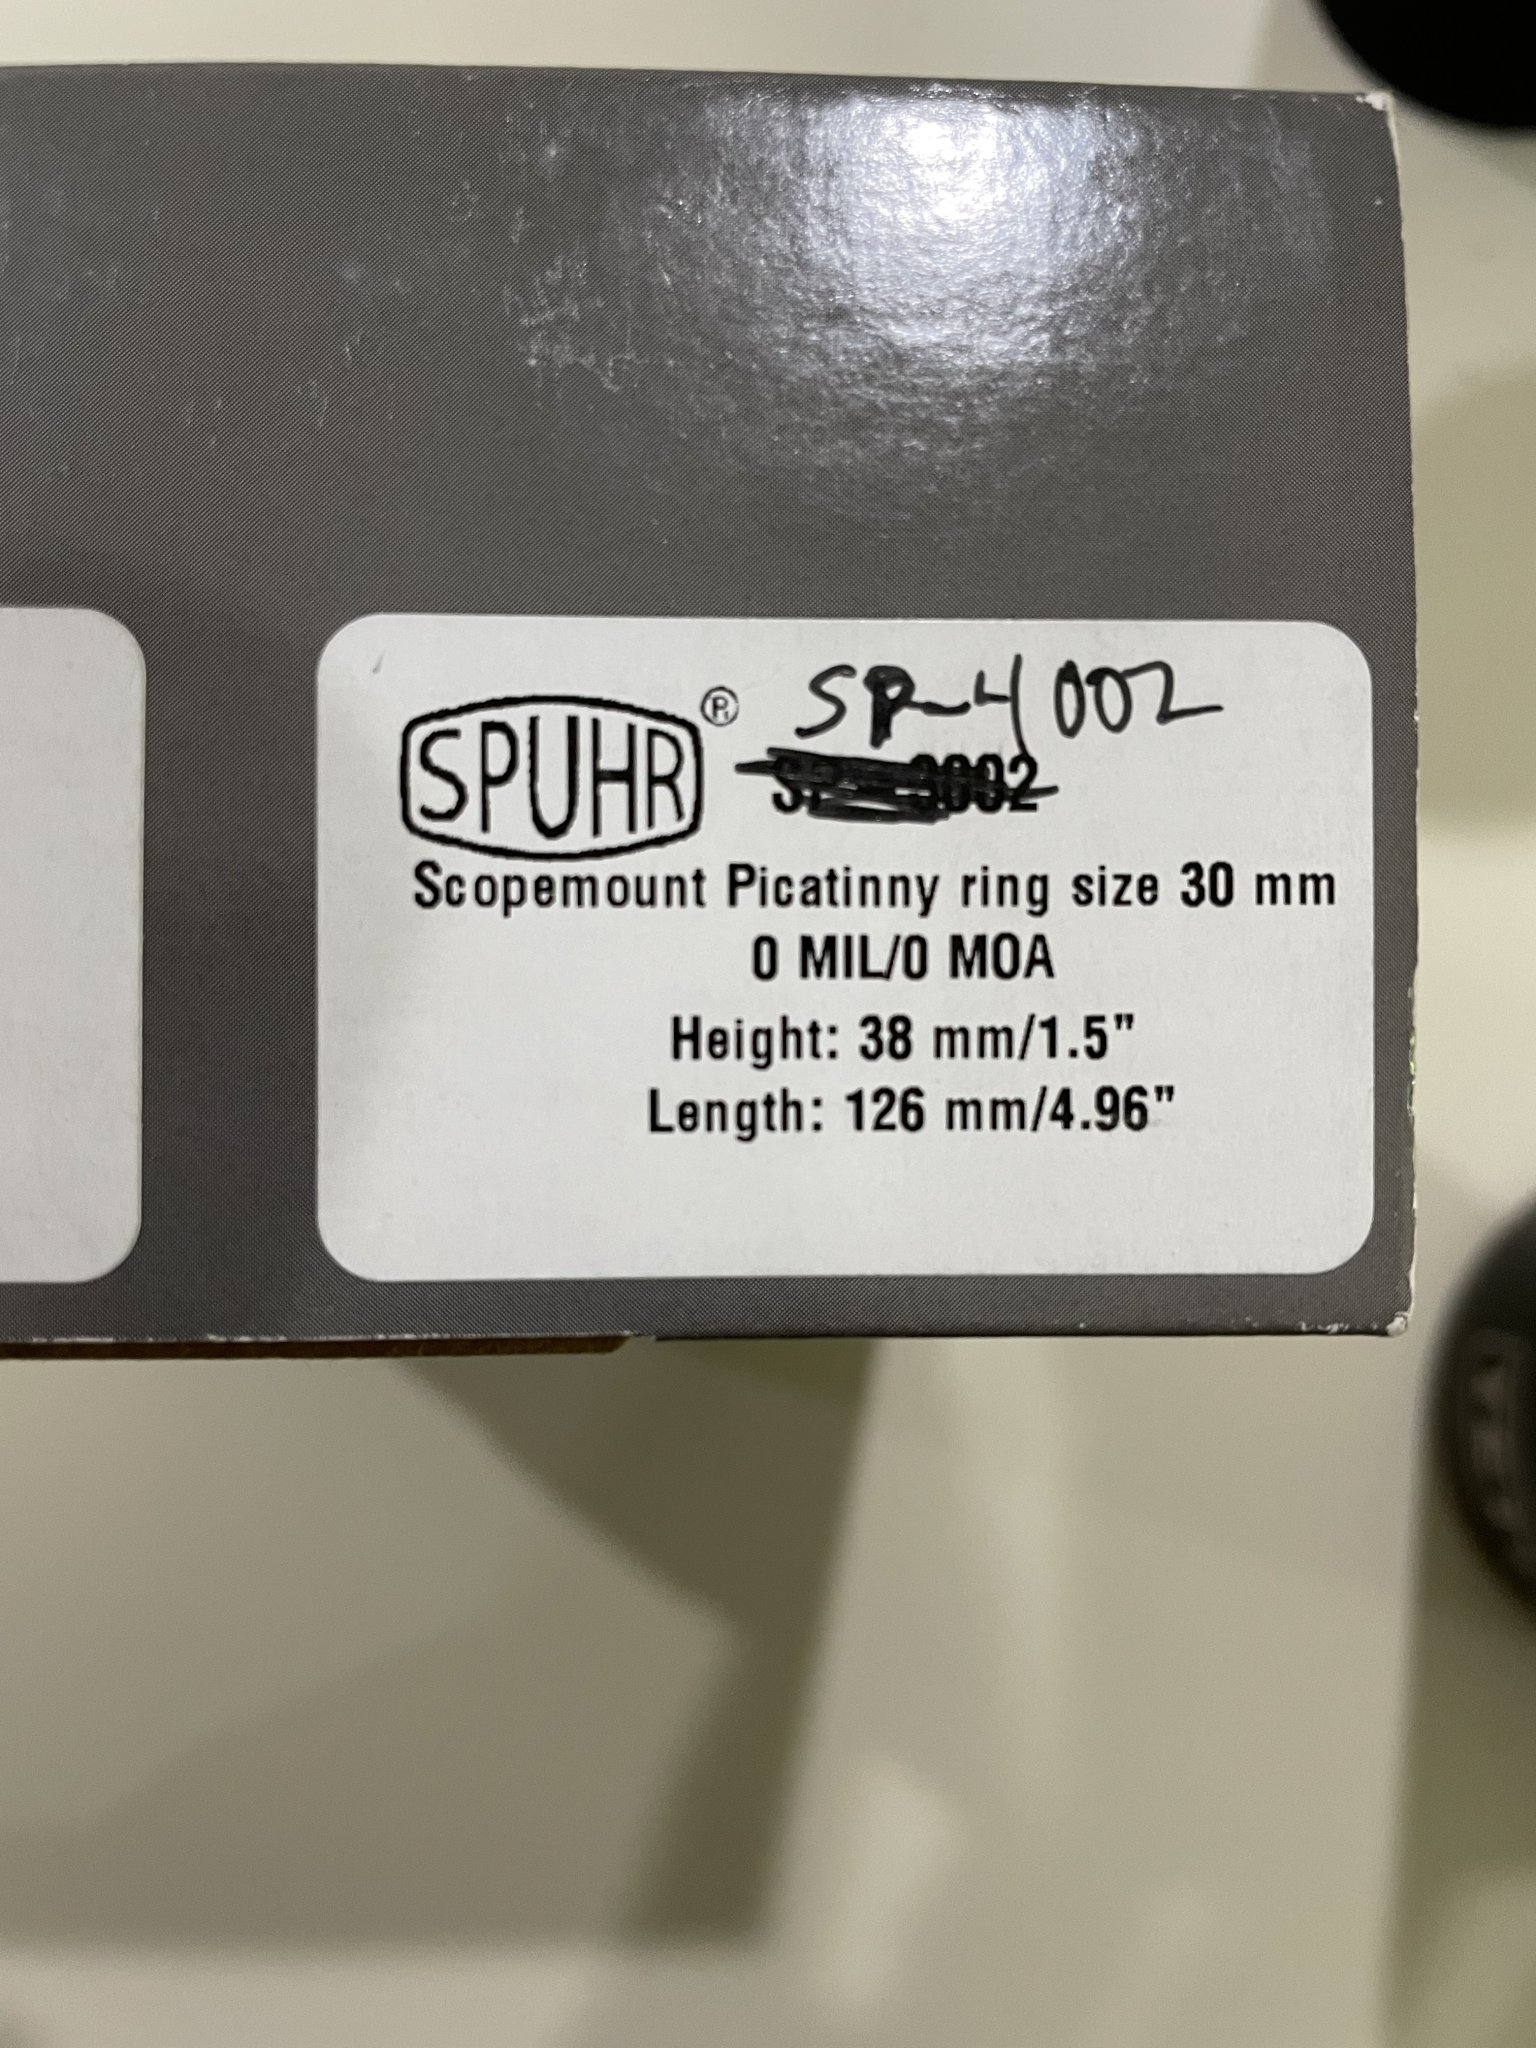 SP-4002
SPUHR®
Scopemount Picatinny ring size 30 mm
0 MIL/0 MOA
Height: 38 mm/1.5"
Length: 126 mm/4.96"